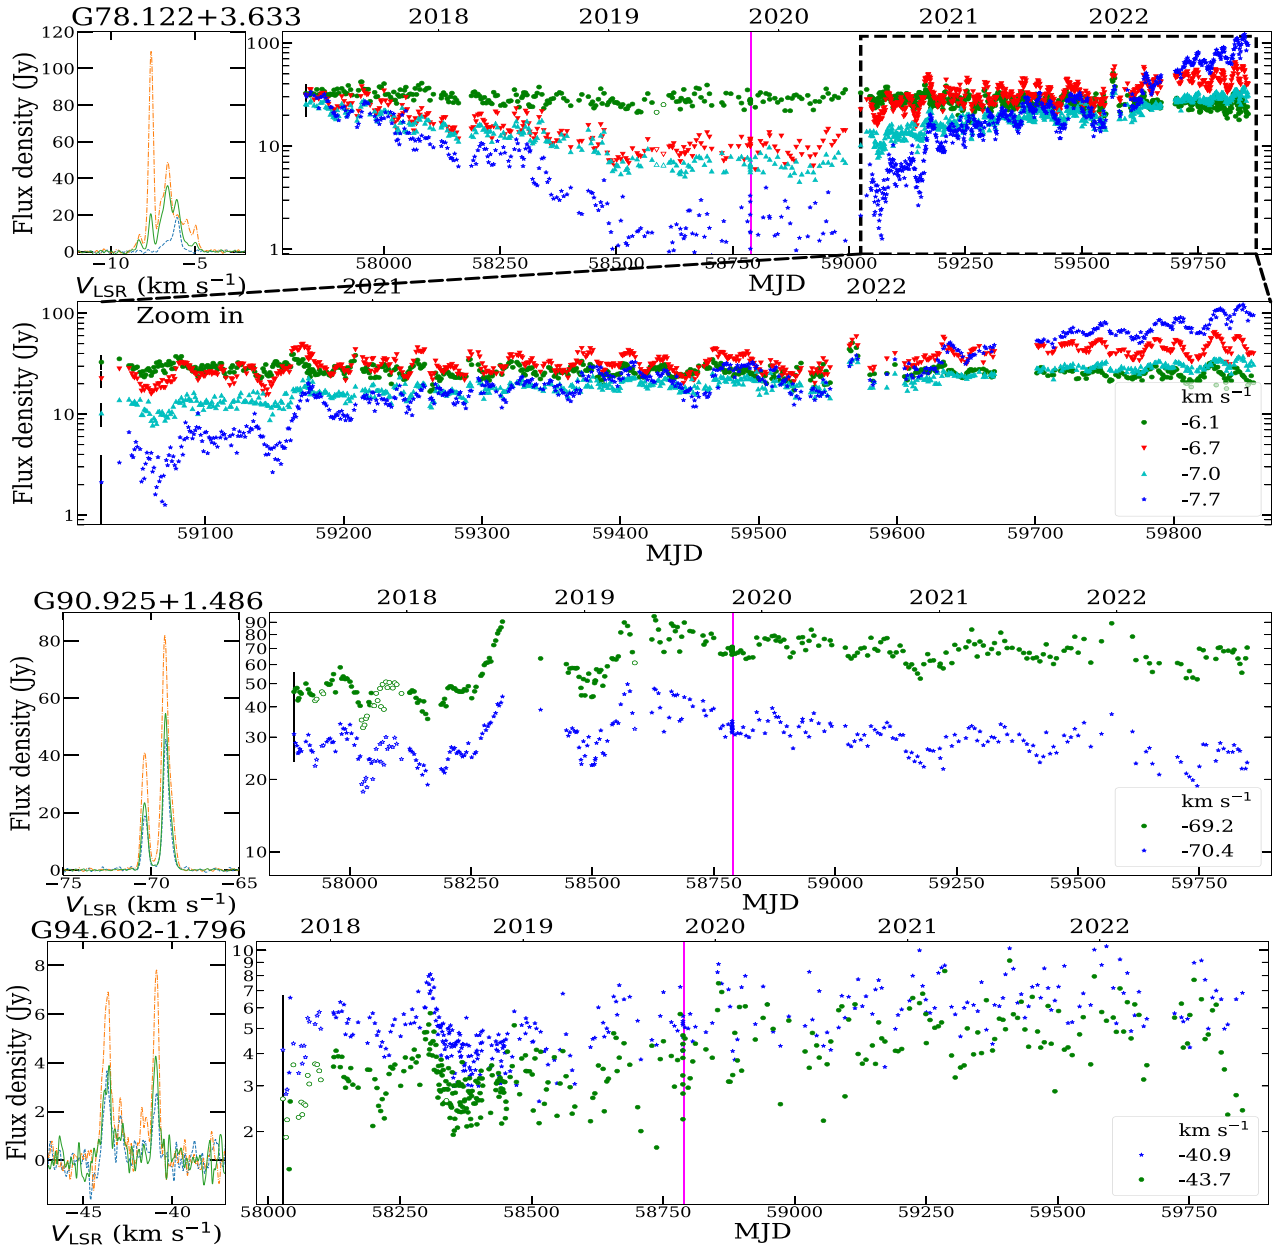 G78.122+3.633
2018 2019 2020 2021 2022
120
100
80
60
40
20
0
Flux density (Jy)
−10 −5
V_LSR (km s⁻¹)
100
10
1
58000 58250 58500 58750 59000 59250 59500 59750
MJD
2021 2022
Zoom in
Flux density (Jy)
100
10
1
km s⁻¹
-6.1
-6.7
-7.0
-7.7
59100 59200 59300 59400 59500 59600 59700 59800
MJD
G90.925+1.486
2018 2019 2020 2021 2022
80
60
40
20
0
Flux density (Jy)
−75 −70 −65
V_LSR (km s⁻¹)
90
80
70
60
50
40
30
20
10
km s⁻¹
-69.2
-70.4
58000 58250 58500 58750 59000 59250 59500 59750
MJD
G94.602-1.796
2018 2019 2020 2021 2022
8
6
4
2
0
Flux density (Jy)
−45 −40
V_LSR (km s⁻¹)
10
9
8
7
6
5
4
3
2
km s⁻¹
-40.9
-43.7
58000 58250 58500 58750 59000 59250 59500 59750
MJD